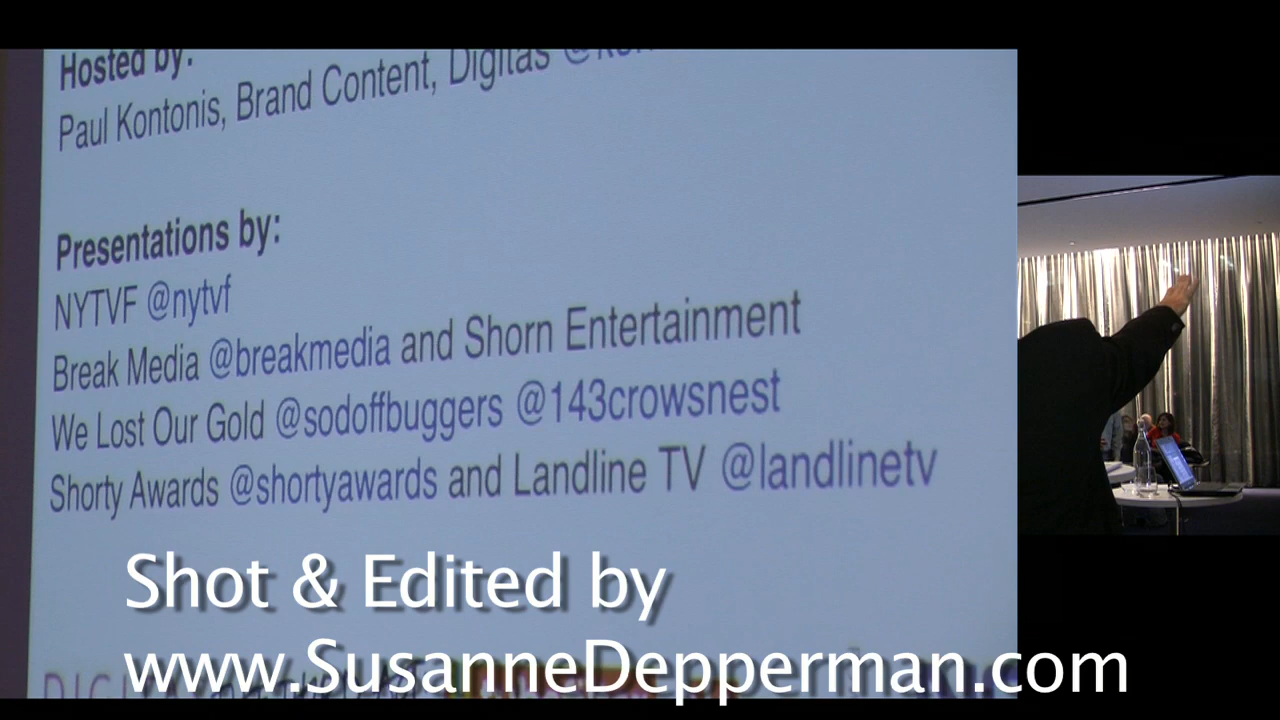 Hosted by:
Paul Kontonis, Brand Content, Digitas
Presentations by:
NYTVF @nytvf
Break Media @breakmedia and Shorn Entertainment
We Lost Our Gold @sodoffbuggers @143crowsnest
Shorty Awards @shortyawards and Landline TV @landlinetv
Shot & Edited by
www.SusanneDepperman.com